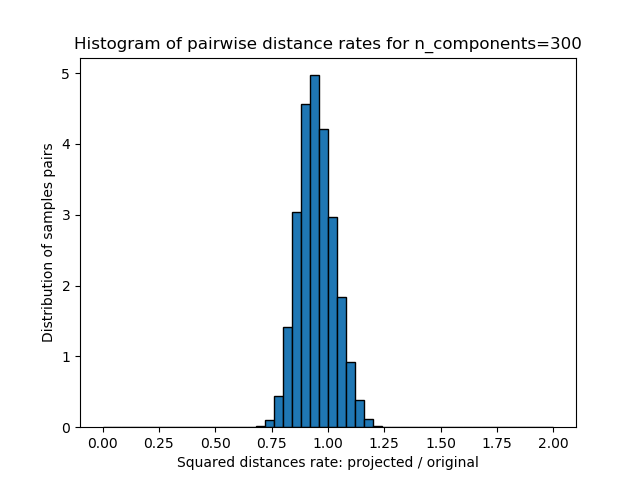 Histogram of pairwise distance rates for n_components=300
Distribution of samples pairs
5
4
3
2
1
0
0.00 0.25 0.50 0.75 1.00 1.25 1.50 1.75 2.00
Squared distances rate: projected / original